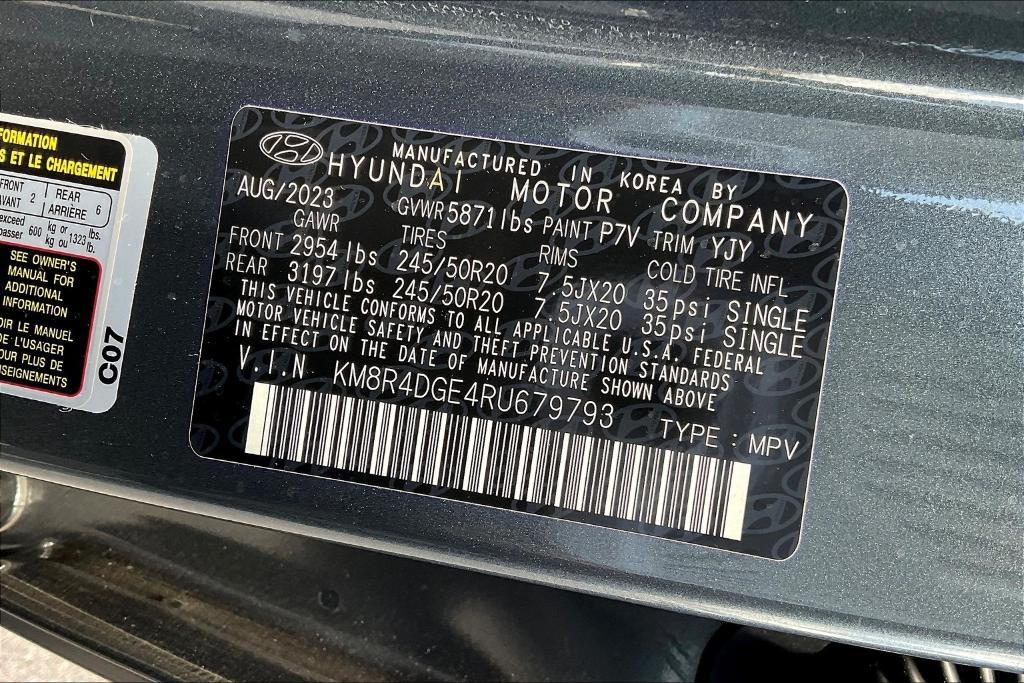 FORMATION
S ET LE CHARGEMENT
FRONT
AVANT 2
REAR
ARRIÈRE 6
exceed
passer 600 kg or 1323 lbs.
kg ou lb.
SEE OWNER'S
MANUAL FOR
ADDITIONAL
INFORMATION
OIR LE MANUEL
DE L'USAGER
POUR PLUS DE
SEIGNEMENTS
C07
MANUFACTURED IN KOREA BY
HYUNDAI MOTOR COMPANY
AUG/2023 GVWR 5871lbs PAINT P7V TRIM YJY
GAWR TIRES RIMS COLD TIRE INFL
FRONT 2954lbs 245/50R20 7.5JX20 35psi SINGLE
REAR 3197lbs 245/50R20 7.5JX20 35psi SINGLE
THIS VEHICLE CONFORMS TO ALL APPLICABLE U.S.A. FEDERAL
MOTOR VEHICLE SAFETY AND THEFT PREVENTION STANDARDS
IN EFFECT ON THE DATE OF MANUFACTURE SHOWN ABOVE
V.I.N KM8R4DGE4RU679793 TYPE : MPV